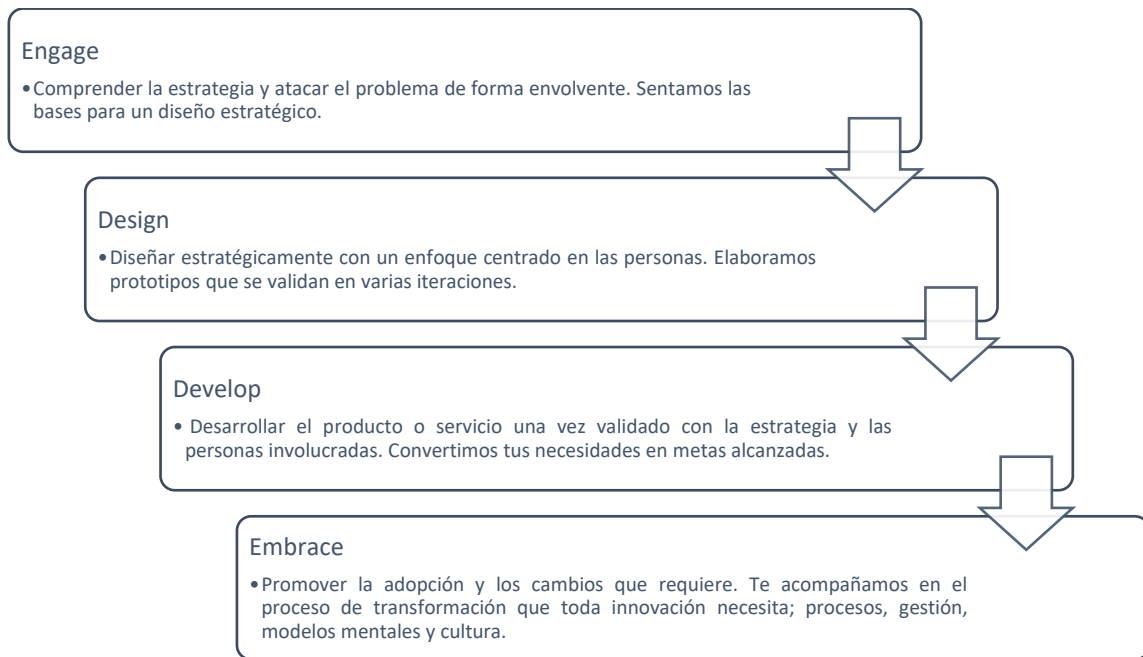 Engage
•Comprender la estrategia y atacar el problema de forma envolvente. Sentamos las
bases para un diseño estratégico.
Design
•Diseñar estratégicamente con un enfoque centrado en las personas. Elaboramos
prototipos que se validan en varias iteraciones.
Develop
• Desarrollar el producto o servicio una vez validado con la estrategia y las
personas involucradas. Convertimos tus necesidades en metas alcanzadas.
Embrace
•Promover la adopción y los cambios que requiere. Te acompañamos en el
proceso de transformación que toda innovación necesita; procesos, gestión,
modelos mentales y cultura.